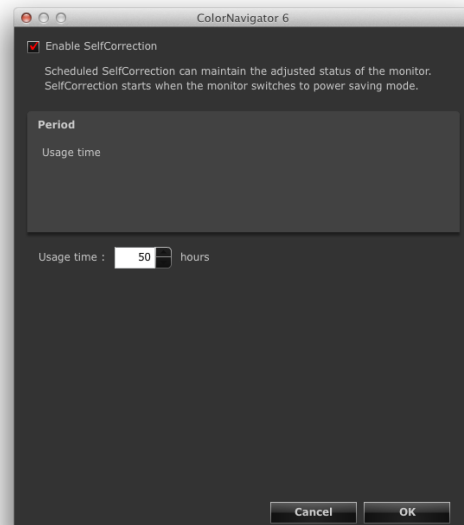 ColorNavigator 6
Enable SelfCorrection
Scheduled SelfCorrection can maintain the adjusted status of the monitor.
SelfCorrection starts when the monitor switches to power saving mode.
Period
Usage time
Usage time : 50 hours
Cancel OK